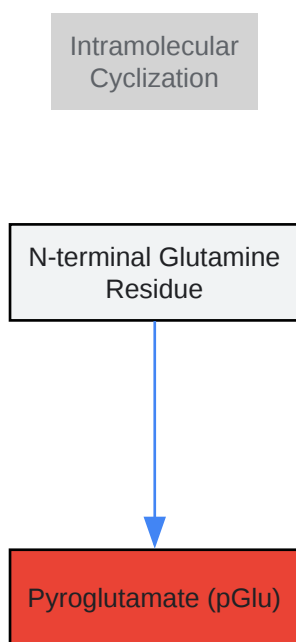 Intramolecular
Cyclization
N-terminal Glutamine
Residue
Pyroglutamate (pGlu)